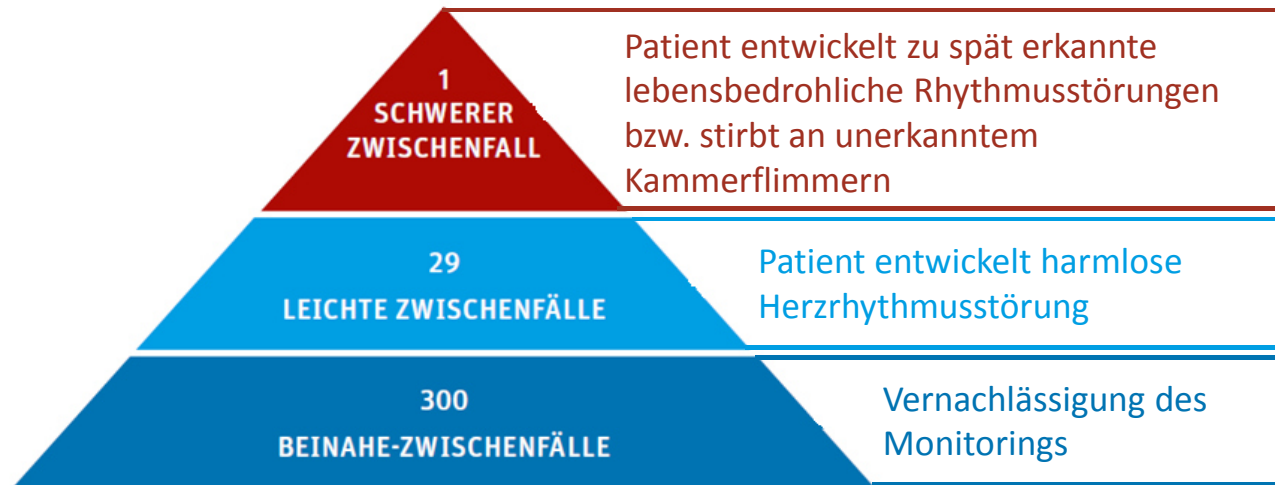 1
SCHWERER
ZWISCHENFALL
Patient entwickelt zu spät erkannte
lebensbedrohliche Rhythmusstörungen
bzw. stirbt an unerkanntem
Kammerflimmern
29
LEICHTE ZWISCHENFÄLLE
Patient entwickelt harmlose
Herzrhythmusstörung
300
BEINAHE-ZWISCHENFÄLLE
Vernachlässigung des
Monitorings